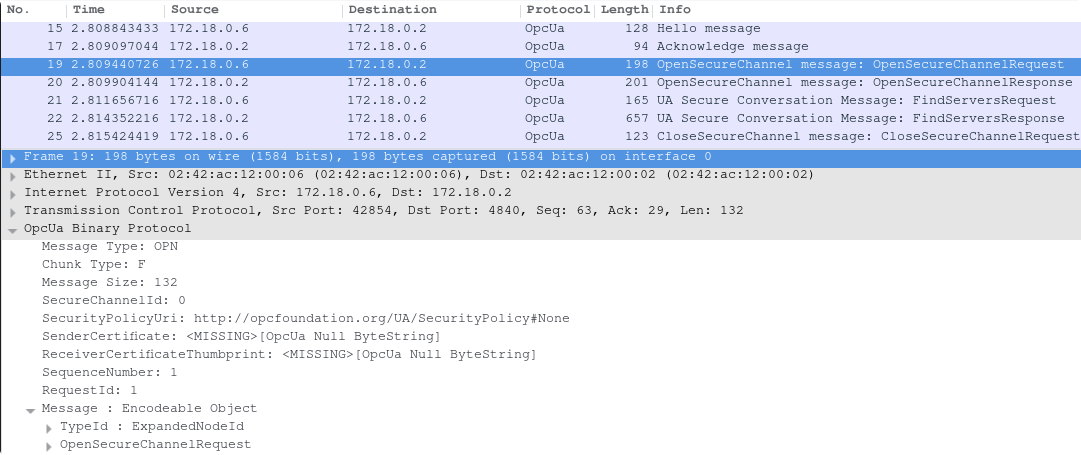 No. Time Source Destination Protocol Length Info
15 2.808843433 172.18.0.6 172.18.0.2 OpcUa 128 Hello message
17 2.809097044 172.18.0.2 172.18.0.6 OpcUa 94 Acknowledge message
19 2.809440726 172.18.0.6 172.18.0.2 OpcUa 198 OpenSecureChannel message: OpenSecureChannelRequest
20 2.809904144 172.18.0.2 172.18.0.6 OpcUa 201 OpenSecureChannel message: OpenSecureChannelResponse
21 2.811656716 172.18.0.6 172.18.0.2 OpcUa 165 UA Secure Conversation Message: FindServersRequest
22 2.814352216 172.18.0.2 172.18.0.6 OpcUa 657 UA Secure Conversation Message: FindServersResponse
25 2.815424419 172.18.0.6 172.18.0.2 OpcUa 123 CloseSecureChannel message: CloseSecureChannelRequest
Frame 19: 198 bytes on wire (1584 bits), 198 bytes captured (1584 bits) on interface 0
Ethernet II, Src: 02:42:ac:12:00:06 (02:42:ac:12:00:06), Dst: 02:42:ac:12:00:02 (02:42:ac:12:00:02)
Internet Protocol Version 4, Src: 172.18.0.6, Dst: 172.18.0.2
Transmission Control Protocol, Src Port: 42854, Dst Port: 4840, Seq: 63, Ack: 29, Len: 132
OpcUa Binary Protocol
Message Type: OPN
Chunk Type: F
Message Size: 132
SecureChannelId: 0
SecurityPolicyUri: http://opcfoundation.org/UA/SecurityPolicy#None
SenderCertificate: <MISSING>[OpcUa Null ByteString]
ReceiverCertificateThumbprint: <MISSING>[OpcUa Null ByteString]
SequenceNumber: 1
RequestId: 1
Message : Encodeable Object
TypeId : ExpandedNodeId
OpenSecureChannelRequest